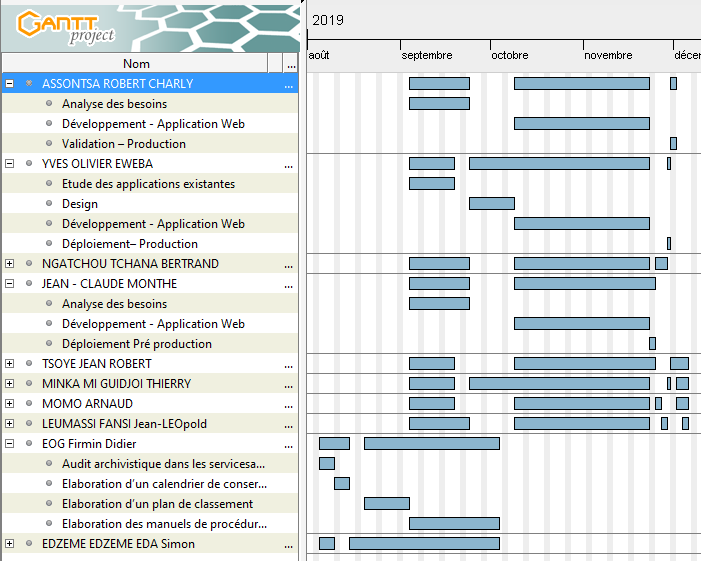 GANTT
project
2019
août septembre octobre novembre décem
Nom ...
ASSONTSA ROBERT CHARLY ...
Analyse des besoins
Développement - Application Web
Validation – Production
YVES OLIVIER EWEBA ...
Etude des applications existantes
Design
Développement - Application Web
Déploiement– Production
NGATCHOU TCHANA BERTRAND ...
JEAN - CLAUDE MONTHE ...
Analyse des besoins
Développement - Application Web
Déploiement Pré production
TSOYE JEAN ROBERT ...
MINKA MI GUIDJOI THIERRY ...
MOMO ARNAUD ...
LEUMASSI FANSI Jean-LEOpold ...
EOG Firmin Didier ...
Audit archivistique dans les servicesa...
Elaboration d'un calendrier de conser...
Elaboration d'un plan de classement
Elaboration des manuels de procédur...
EDZEME EDZEME EDA Simon ...